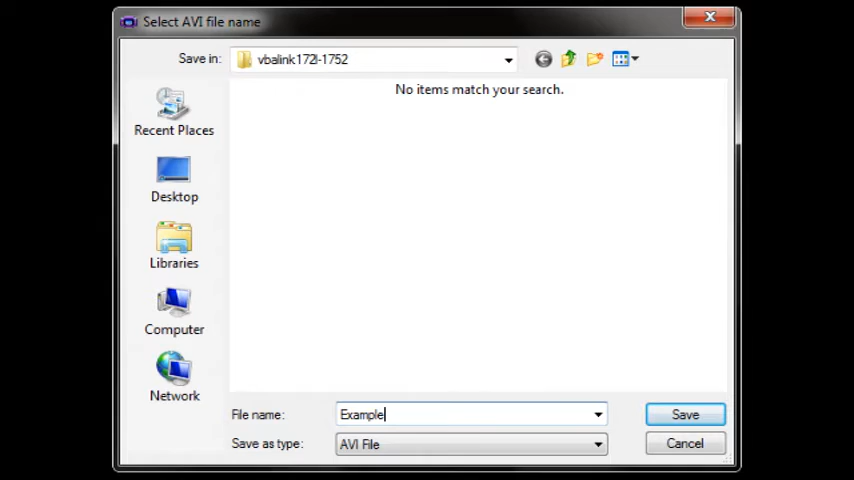 Select AVI file name
Save in: vbalink172l-1752
No items match your search.
Recent Places
Desktop
Libraries
Computer
Network
File name: Example
Save
Save as type: AVI File
Cancel